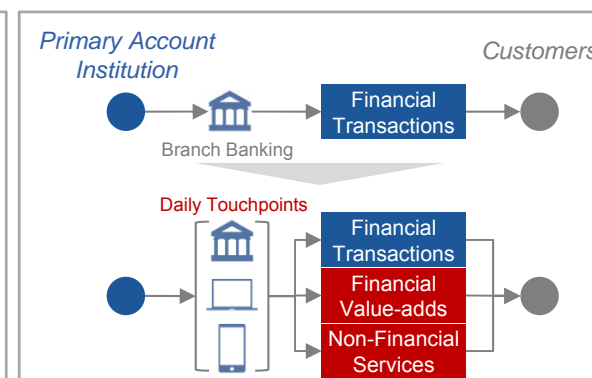 Primary Account
Institution
Customers
Financial
Transactions
Branch Banking
Daily Touchpoints
Financial
Transactions
Financial
Value-adds
Non-Financial
Services